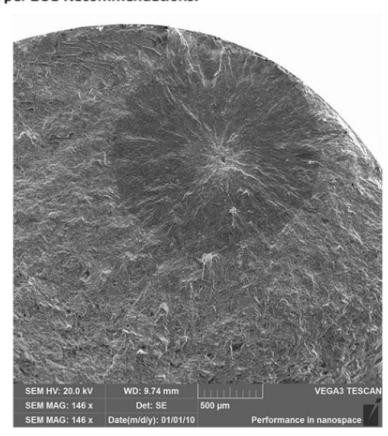 SEM HV: 20.0 kV WD: 9.74 mm VEGA3 TESCAN
SEM MAG: 146 x Det: SE 500 µm
SEM MAG: 146 x Date(m/d/y): 01/01/10 Performance in nanospace